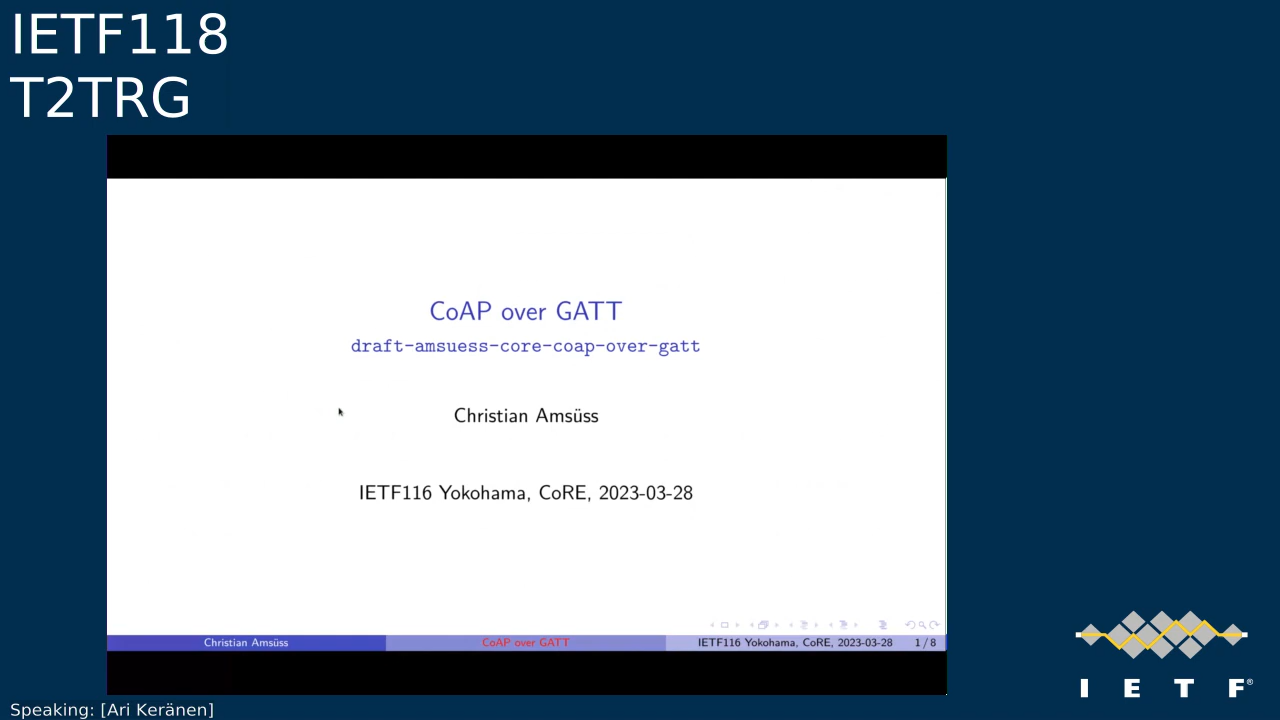 IETF118
T2TRG
CoAP over GATT
draft-amsuess-core-coap-over-gatt
Christian Amsüss
IETF116 Yokohama, CoRE, 2023-03-28
Christian Amsüss CoAP over GATT IETF116 Yokohama, CoRE, 2023-03-28 1 / 8
I E T F®
Speaking: [Ari Keränen]